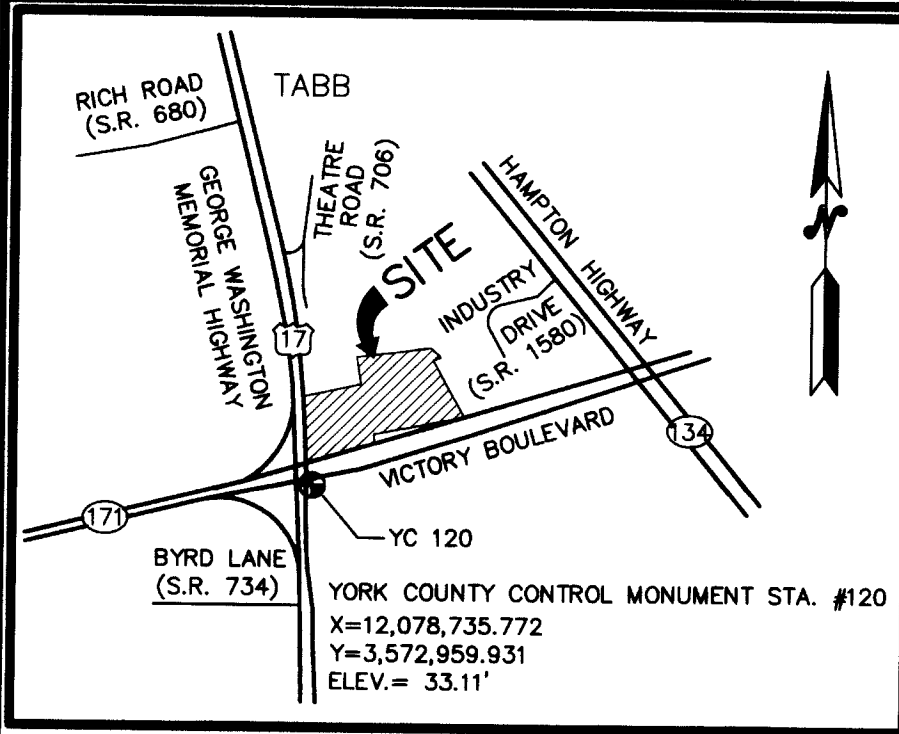 RICH ROAD
(S.R. 680)
TABB
THEATRE
ROAD
(S.R. 706)
GEORGE WASHINGTON
MEMORIAL HIGHWAY
17
SITE
HAMPTON HIGHWAY
INDUSTRY
DRIVE
(S.R. 1580)
N
134
VICTORY BOULEVARD
171
YC 120
BYRD LANE
(S.R. 734)
YORK COUNTY CONTROL MONUMENT STA. #120
X=12,078,735.772
Y=3,572,959.931
ELEV.= 33.11'